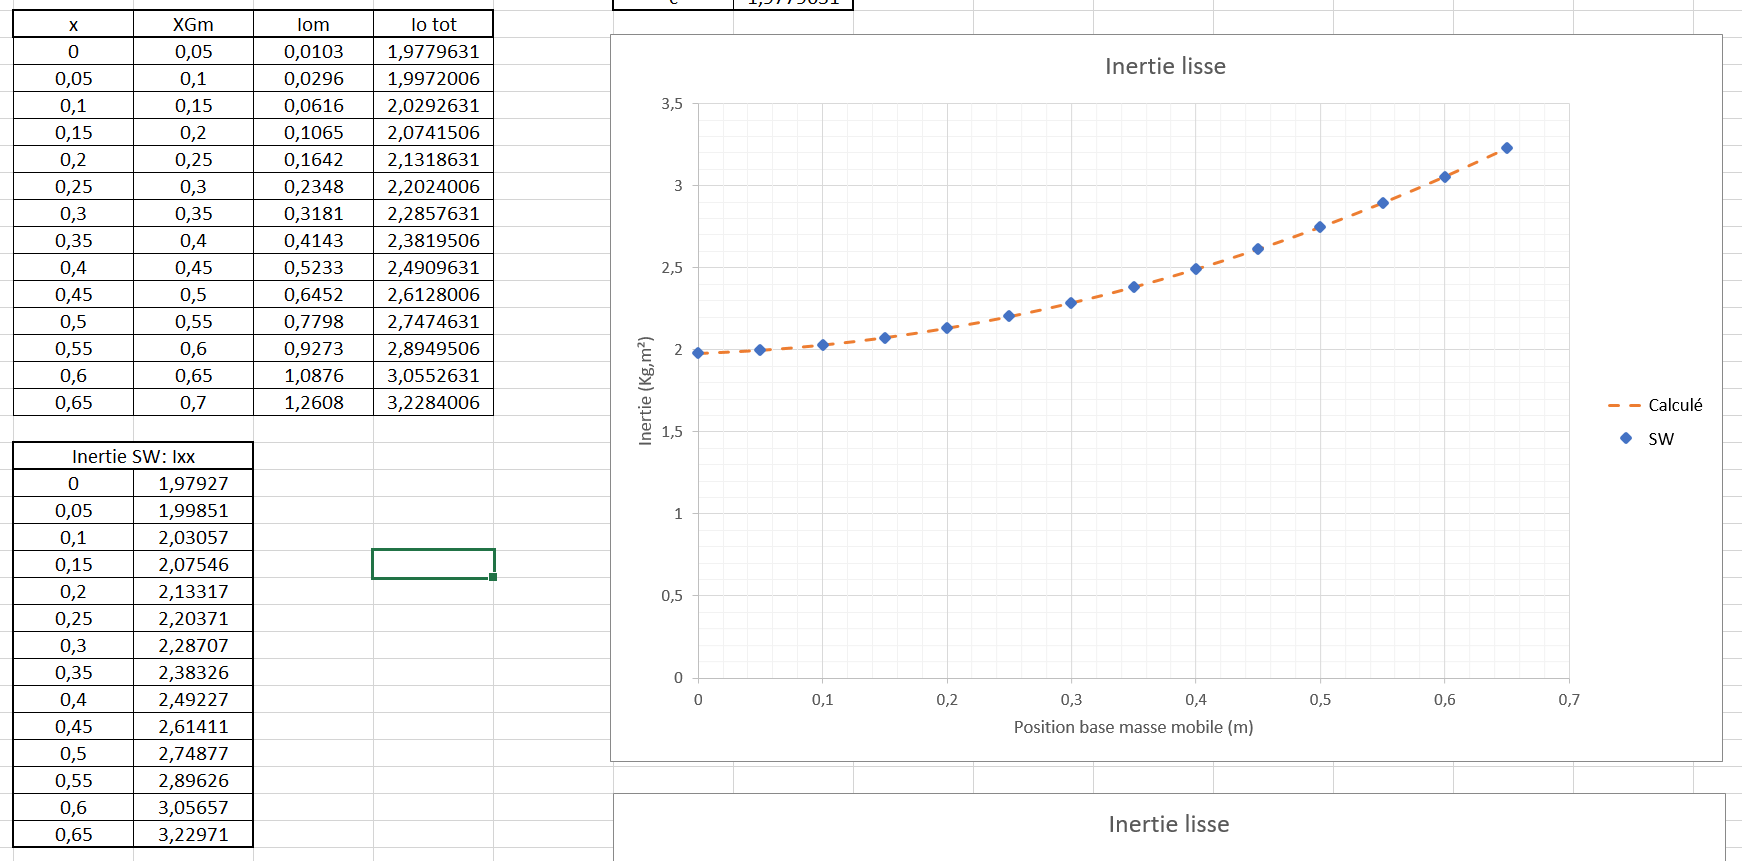 x XGm Iom Io tot
0 0,05 0,0103 1,9779631
0,05 0,1 0,0296 1,9972006
0,1 0,15 0,0616 2,0292631
0,15 0,2 0,1065 2,0741506
0,2 0,25 0,1642 2,1318631
0,25 0,3 0,2348 2,2024006
0,3 0,35 0,3181 2,2857631
0,35 0,4 0,4143 2,3819506
0,4 0,45 0,5233 2,4909631
0,45 0,5 0,6452 2,6128006
0,5 0,55 0,7798 2,7474631
0,55 0,6 0,9273 2,8949506
0,6 0,65 1,0876 3,0552631
0,65 0,7 1,2608 3,2284006
Inertie SW: Ixx
0 1,97927
0,05 1,99851
0,1 2,03057
0,15 2,07546
0,2 2,13317
0,25 2,20371
0,3 2,28707
0,35 2,38326
0,4 2,49227
0,45 2,61411
0,5 2,74877
0,55 2,89626
0,6 3,05657
0,65 3,22971
Inertie lisse
3,5
3
2,5
2
1,5
1
0,5
0
Inertie (Kg,m²)
0 0,1 0,2 0,3 0,4 0,5 0,6 0,7
Position base masse mobile (m)
Calculé
SW
Inertie lisse